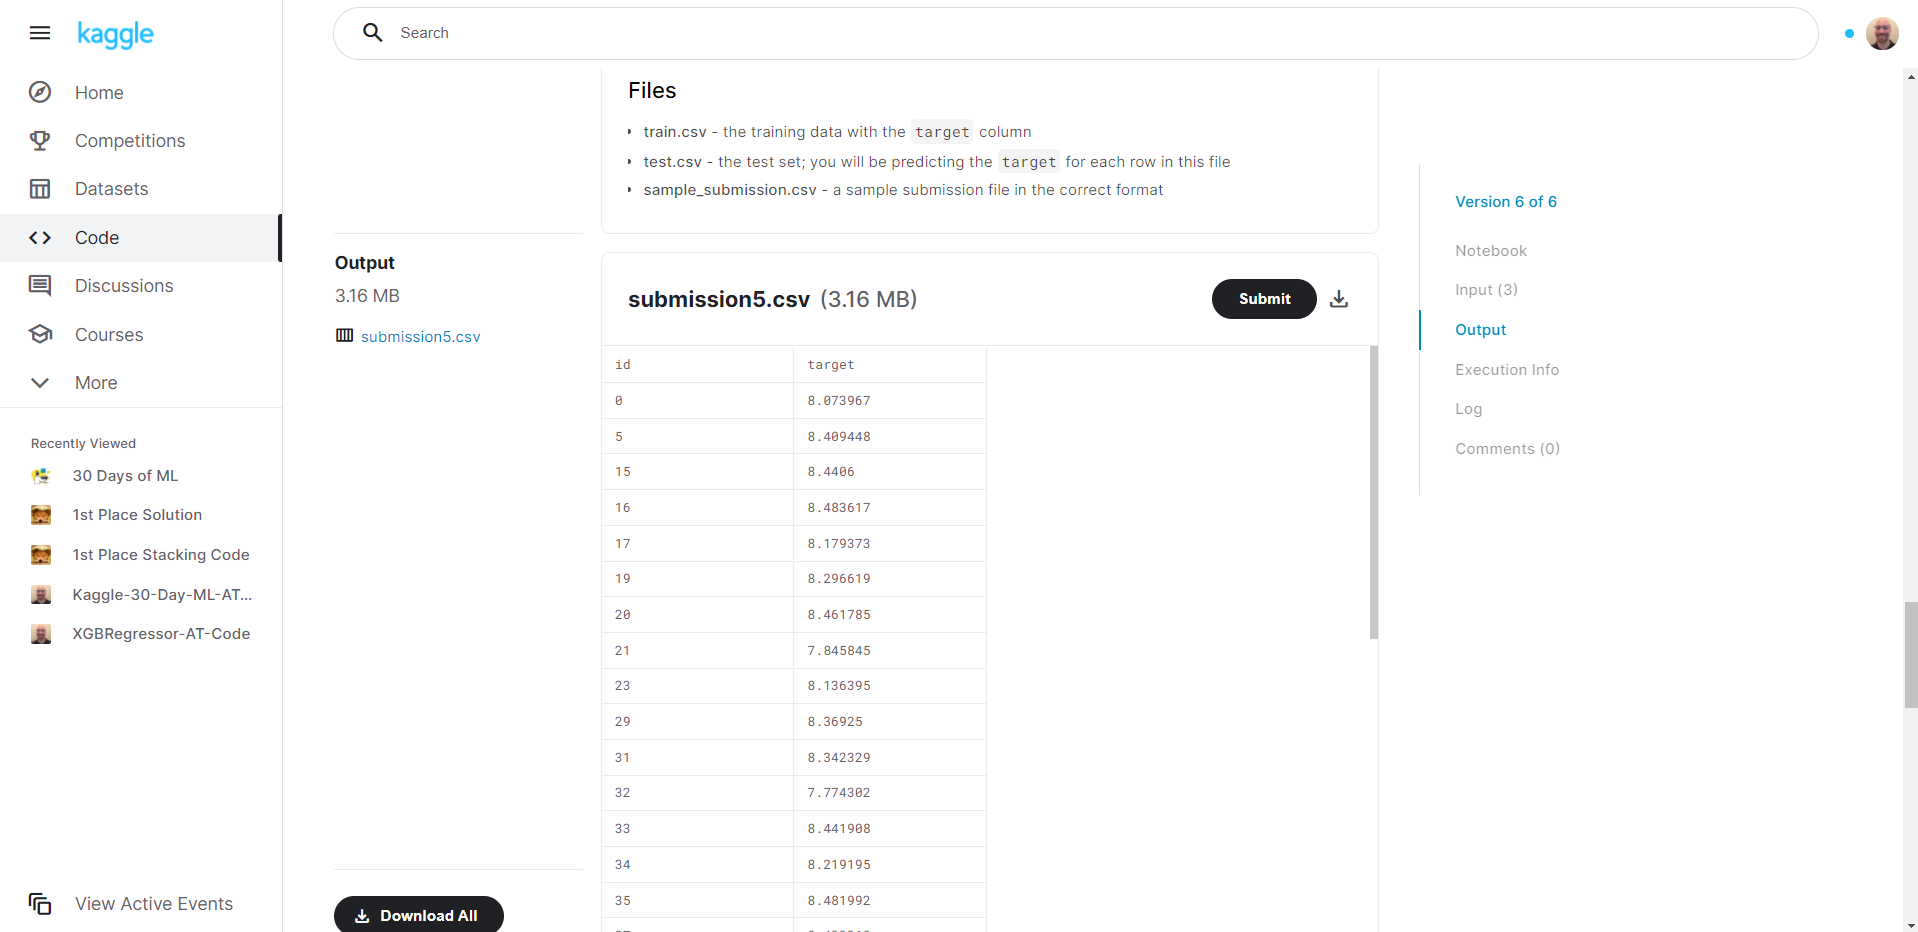 kaggle
Search
Home
Competitions
Datasets
Code
Discussions
Courses
More
Recently Viewed
30 Days of ML
1st Place Solution
1st Place Stacking Code
Kaggle-30-Day-ML-AT...
XGBRegressor-AT-Code
View Active Events
Output
3.16 MB
submission5.csv
Download All
Files
train.csv - the training data with the target column
test.csv - the test set; you will be predicting the target for each row in this file
sample_submission.csv - a sample submission file in the correct format
submission5.csv (3.16 MB)
Submit
id target
0 8.073967
5 8.409448
15 8.4406
16 8.483617
17 8.179373
19 8.296619
20 8.461785
21 7.845845
23 8.136395
29 8.36925
31 8.342329
32 7.774302
33 8.441908
34 8.219195
35 8.481992
Version 6 of 6
Notebook
Input (3)
Output
Execution Info
Log
Comments (0)